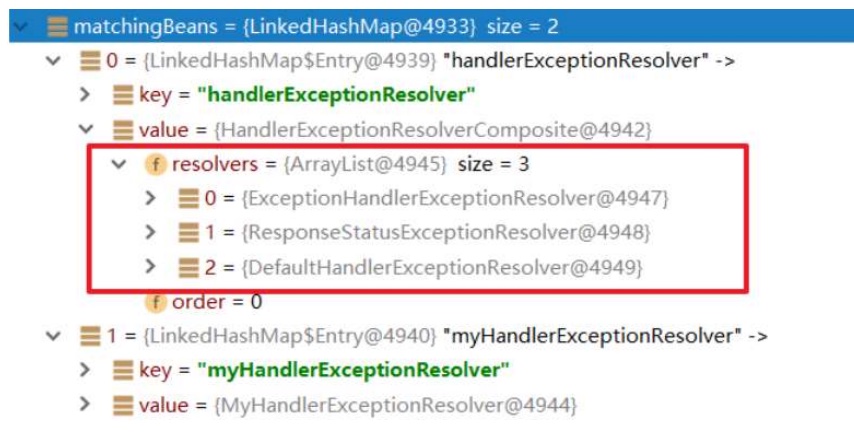 matchingBeans = {LinkedHashMap@4933} size = 2
0 = {LinkedHashMap$Entry@4939} "handlerExceptionResolver" ->
key = "handlerExceptionResolver"
value = {HandlerExceptionResolverComposite@4942}
f resolvers = {ArrayList@4945} size = 3
0 = {ExceptionHandlerExceptionResolver@4947}
1 = {ResponseStatusExceptionResolver@4948}
2 = {DefaultHandlerExceptionResolver@4949}
f order = 0
1 = {LinkedHashMap$Entry@4940} "myHandlerExceptionResolver" ->
key = "myHandlerExceptionResolver"
value = {MyHandlerExceptionResolver@4944}